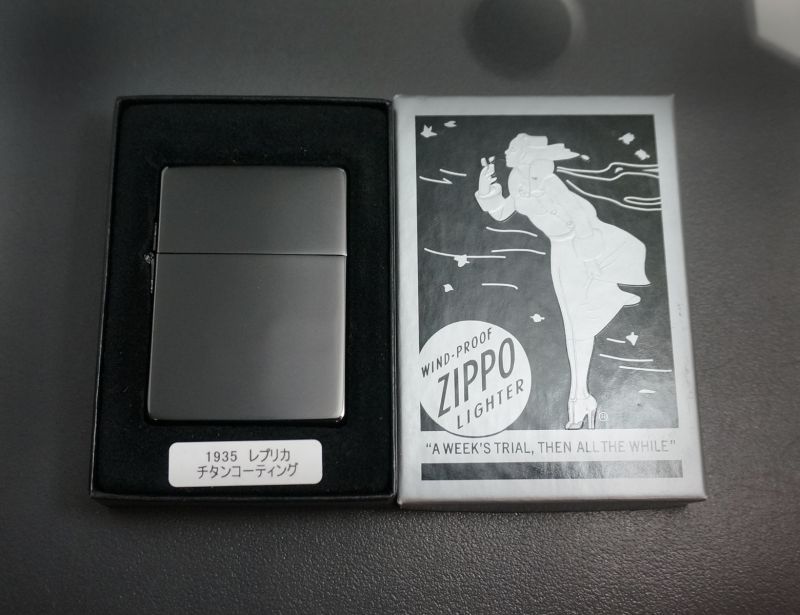 1935 レプリカ
チタンコーティング
WIND-PROOF
ZIPPO
LIGHTER
"A WEEK'S TRIAL, THEN ALL THE WHILE"